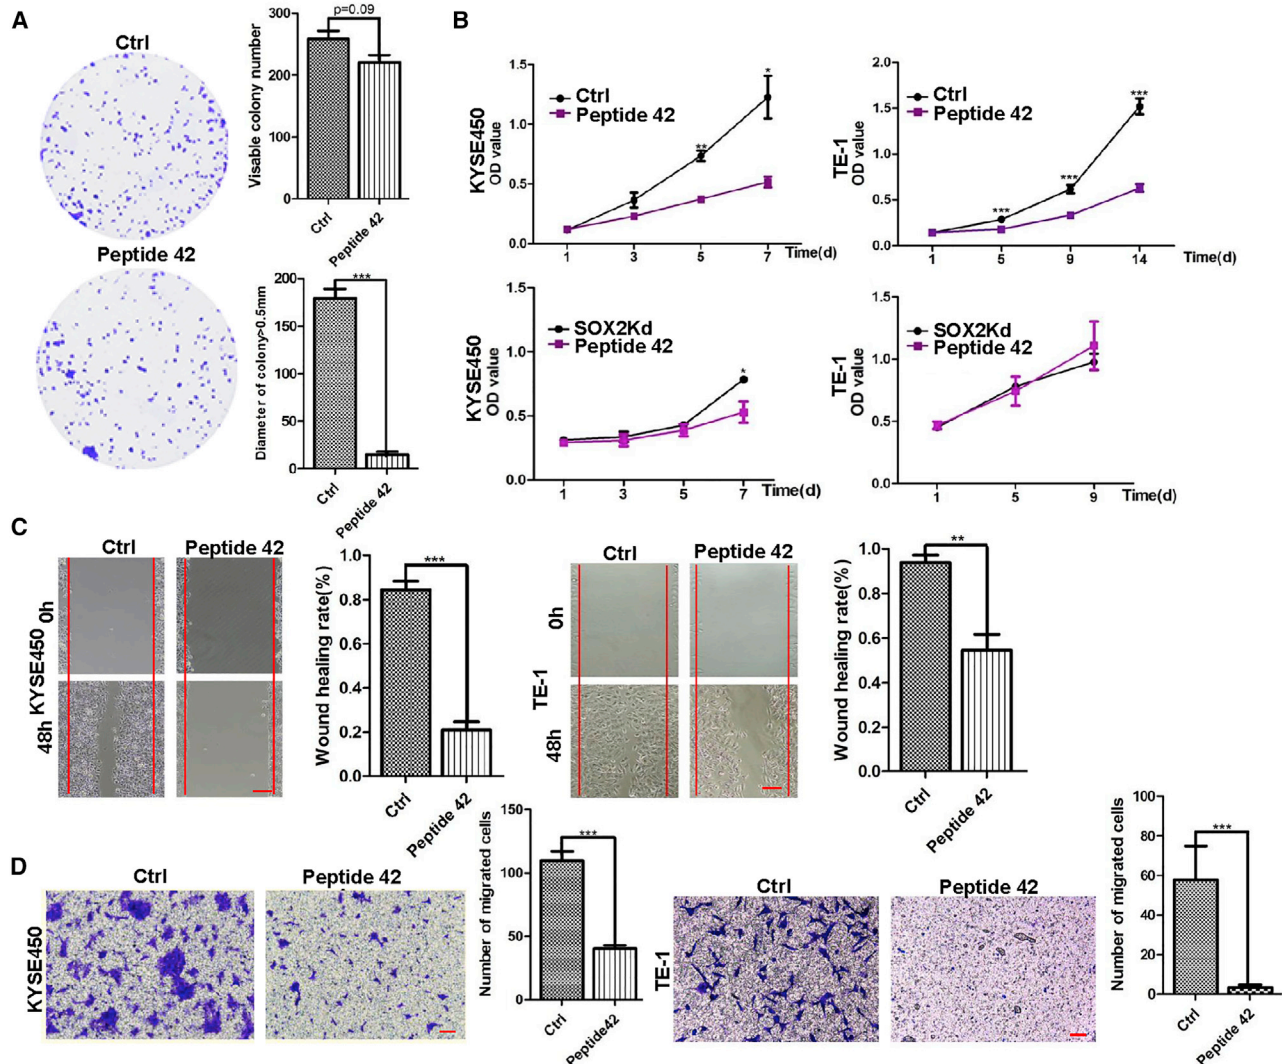 A
Ctrl
Peptide 42
Visable colony number
300
200
100
0
p=0.09
Ctrl
Peptide 42
Diameter of colony>0.5mm
200
150
100
50
0
***
Ctrl
Peptide 42
B
KYSE450
OD value
1.5
1.0
0.5
0.0
Ctrl
Peptide 42
**
*
1 3 5 7 Time(d)
TE-1
OD value
2.0
1.5
1.0
0.5
0.0
Ctrl
Peptide 42
***
***
***
1 5 9 14 Time(d)
KYSE450
OD value
1.5
1.0
0.5
0.0
SOX2Kd
Peptide 42
*
1 3 5 7 Time(d)
TE-1
OD value
1.5
1.0
0.5
0.0
SOX2Kd
Peptide 42
1 5 9 Time(d)
C
Ctrl Peptide 42
KYSE450
0h
48h
Wound healing rate(%)
1.0
0.8
0.6
0.4
0.2
0.0
***
Ctrl
Peptide 42
Ctrl Peptide 42
TE-1
0h
48h
Wound healing rate(%)
1.0
0.8
0.6
0.4
0.2
0.0
**
Ctrl
Peptide 42
D
Ctrl Peptide 42
KYSE450
Number of migrated cells
150
100
50
0
***
Ctrl
Peptide42
Ctrl Peptide 42
TE-1
Number of migrated cells
100
80
60
40
20
0
***
Ctrl
Peptide 42